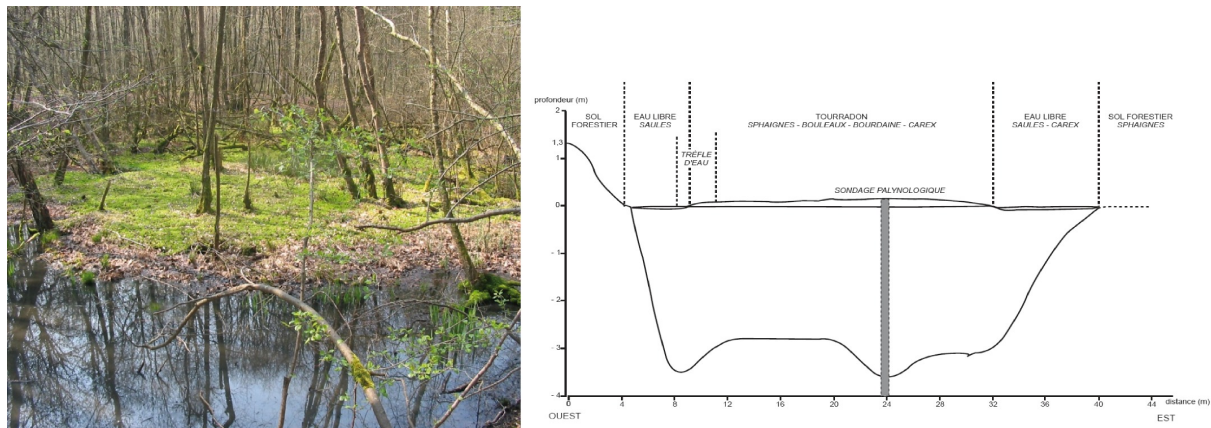 profondeur (m)
2
1,3
1
0
- 1
- 2
- 3
- 4
SOL
FORESTIER
EAU LIBRE
SAULES
TRÈFLE
D'EAU
TOURRADON
SPHAIGNES - BOULEAUX - BOURDAINE - CAREX
SONDAGE PALYNOLOGIQUE
EAU LIBRE
SAULES - CAREX
SOL FORESTIER
SPHAIGNES
0 4 8 12 16 20 24 28 32 36 40 44 distance (m)
OUEST EST